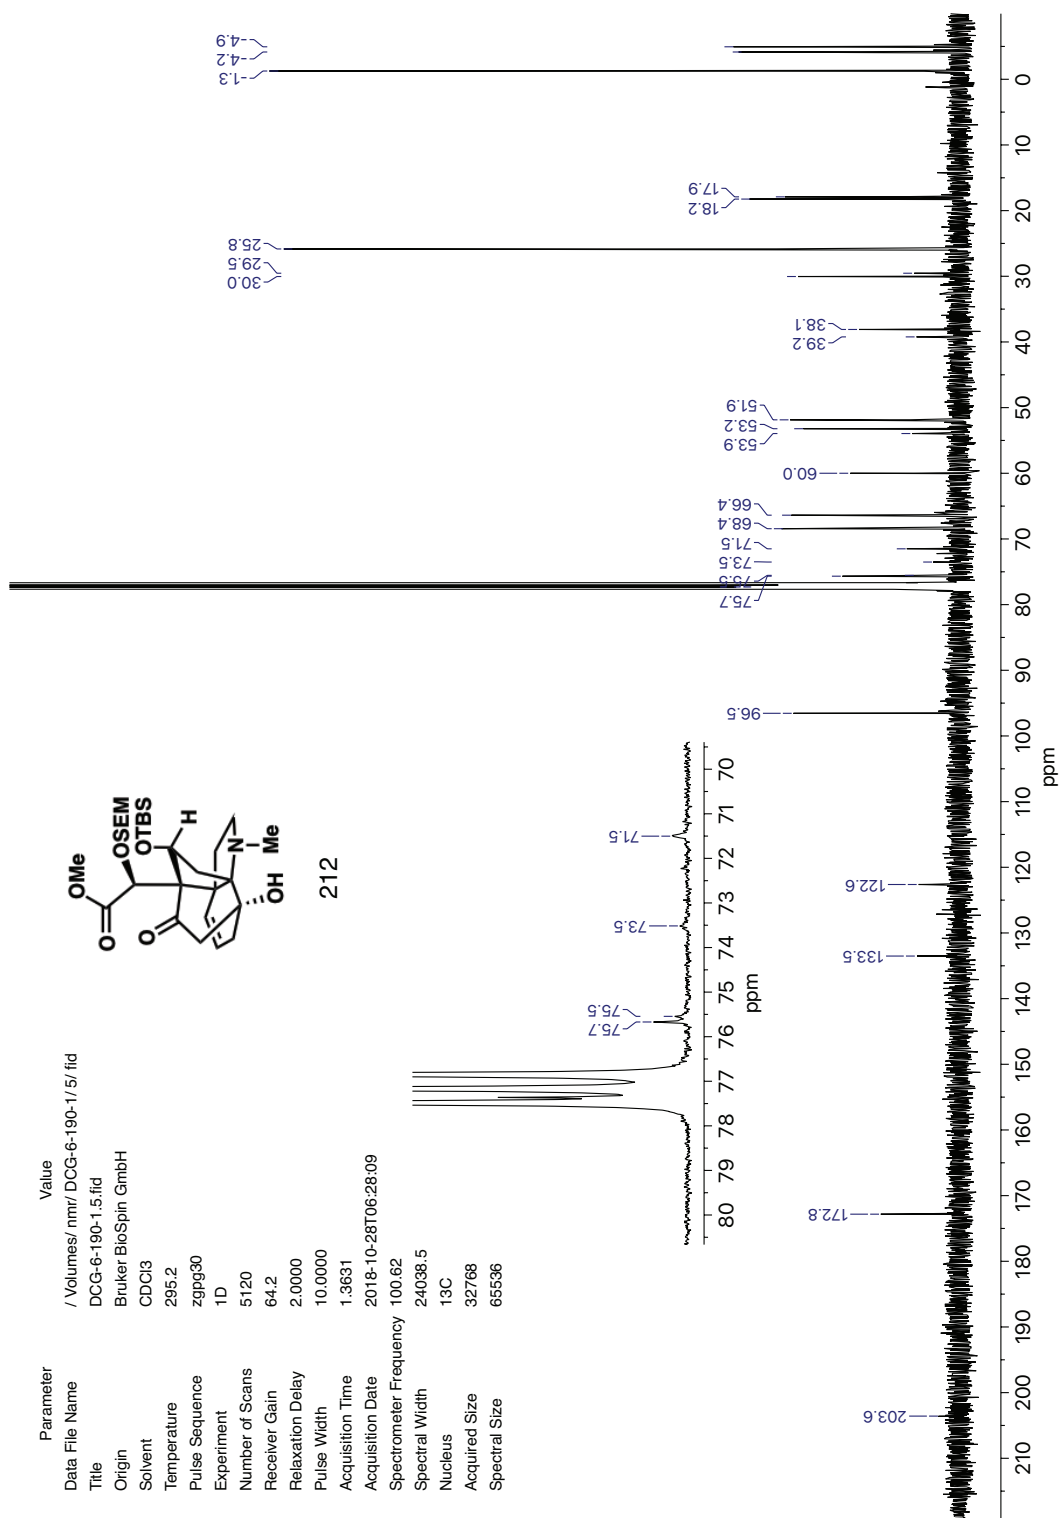 Parameter Value
Data File Name / Volumes/ nmr/ DCG-6-190-1/ 5/ fid
Title DCG-6-190-1.5.fid
Origin Bruker BioSpin GmbH
Solvent CDCl3
Temperature 295.2
Pulse Sequence zgpg30
Experiment 1D
Number of Scans 5120
Receiver Gain 64.2
Relaxation Delay 2.0000
Pulse Width 10.0000
Acquisition Time 1.3631
Acquisition Date 2018-10-28T06:28:09
Spectrometer Frequency 100.62
Spectral Width 24038.5
Nucleus 13C
Acquired Size 32768
Spectral Size 65536
OMe
O
OSEM
OTBS
O
H
N
Me
OH
212
75.7
75.5
73.5
71.5
80 79 78 77 76 75 74 73 72 71 70
ppm
203.6
172.8
133.5
122.6
96.5
75.7
75.5
73.5
71.5
68.4
66.4
60.0
53.9
53.2
51.9
39.2
38.1
30.0
29.5
25.8
18.2
17.9
-1.3
-4.2
-4.9
210 200 190 180 170 160 150 140 130 120 110 100 90 80 70 60 50 40 30 20 10 0
ppm